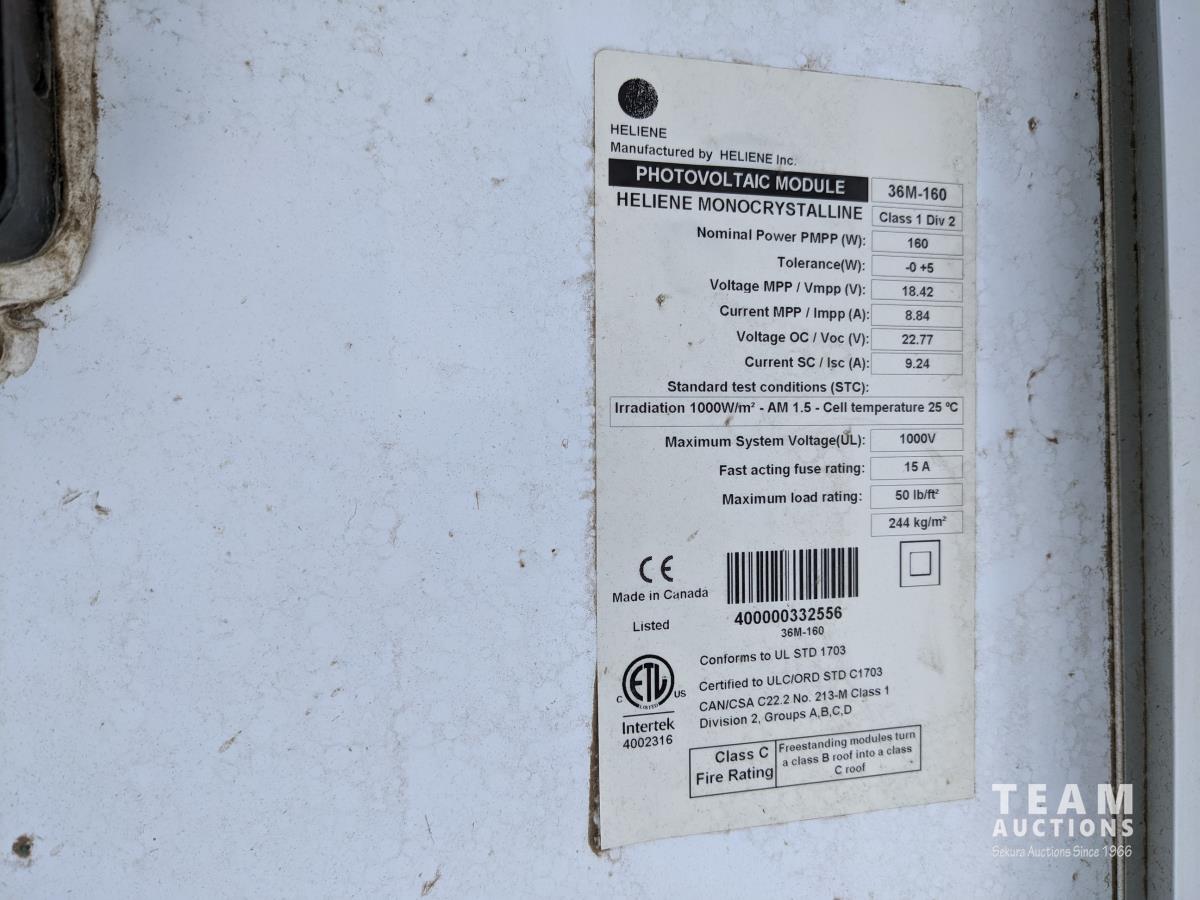 HELIENE
Manufactured by HELIENE Inc.
PHOTOVOLTAIC MODULE 36M-160
HELIENE MONOCRYSTALLINE Class 1 Div 2
Nominal Power PMPP (W): 160
Tolerance(W): -0 +5
Voltage MPP / Vmpp (V): 18.42
Current MPP / Impp (A): 8.84
Voltage OC / Voc (V): 22.77
Current SC / Isc (A): 9.24
Standard test conditions (STC):
Irradiation 1000W/m² - AM 1.5 - Cell temperature 25 ºC
Maximum System Voltage(UL): 1000V
Fast acting fuse rating: 15 A
Maximum load rating: 50 lb/ft²
244 kg/m²
CE
Made in Canada
Listed
400000332556
36M-160
Conforms to UL STD 1703
Certified to ULC/ORD STD C1703
CAN/CSA C22.2 No. 213-M Class 1
Division 2, Groups A,B,C,D
C ETL US
LISTED
Intertek
4002316
Class C
Fire Rating
Freestanding modules turn
a class B roof into a class
C roof
TEAM
AUCTIONS
Sekura Auctions Since 1966